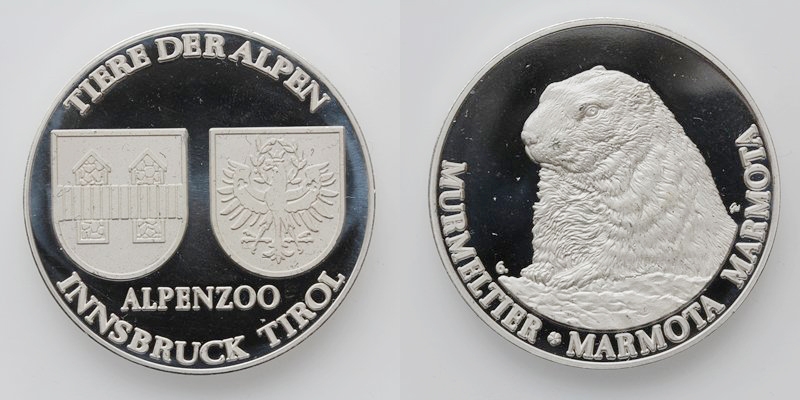 TIERE DER ALPEN
ALPENZOO
INNSBRUCK TIROL
MURMELTIER MARMOTA MARMOTA